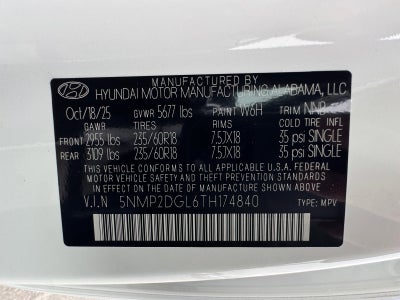 MANUFACTURED BY
HYUNDAI MOTOR MANUFACTURING ALABAMA, LLC
Oct/18/25 GVWR 5677 lbs PAINT W6H TRIM NNB
GAWR TIRES RIMS COLD TIRE INFL
FRONT 2955 lbs 235/60R18 7.5JX18 35 psi SINGLE
REAR 3109 lbs 235/60R18 7.5JX18 35 psi SINGLE
THIS VEHICLE CONFORMS TO ALL APPLICABLE U.S.A. FEDERAL
MOTOR VEHICLE SAFETY, BUMPER, AND THEFT PREVENTION
STANDARDS IN EFFECT ON THE DATE OF MANUFACTURE
SHOWN ABOVE.
V.I.N 5NMP2DGL6TH174840
TYPE: MPV